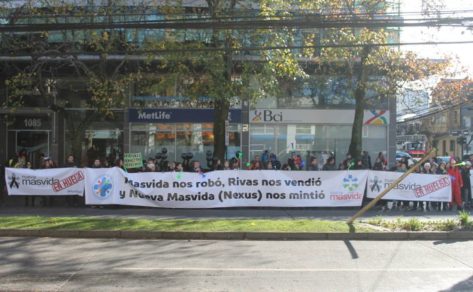 1085
MetLife
Bci
masvida
EN HUELGA
Masvida nos robó, Rivas nos vendió
y Nueva Masvida (Nexus) nos mintió
masvida
masvida
EN HUELGA